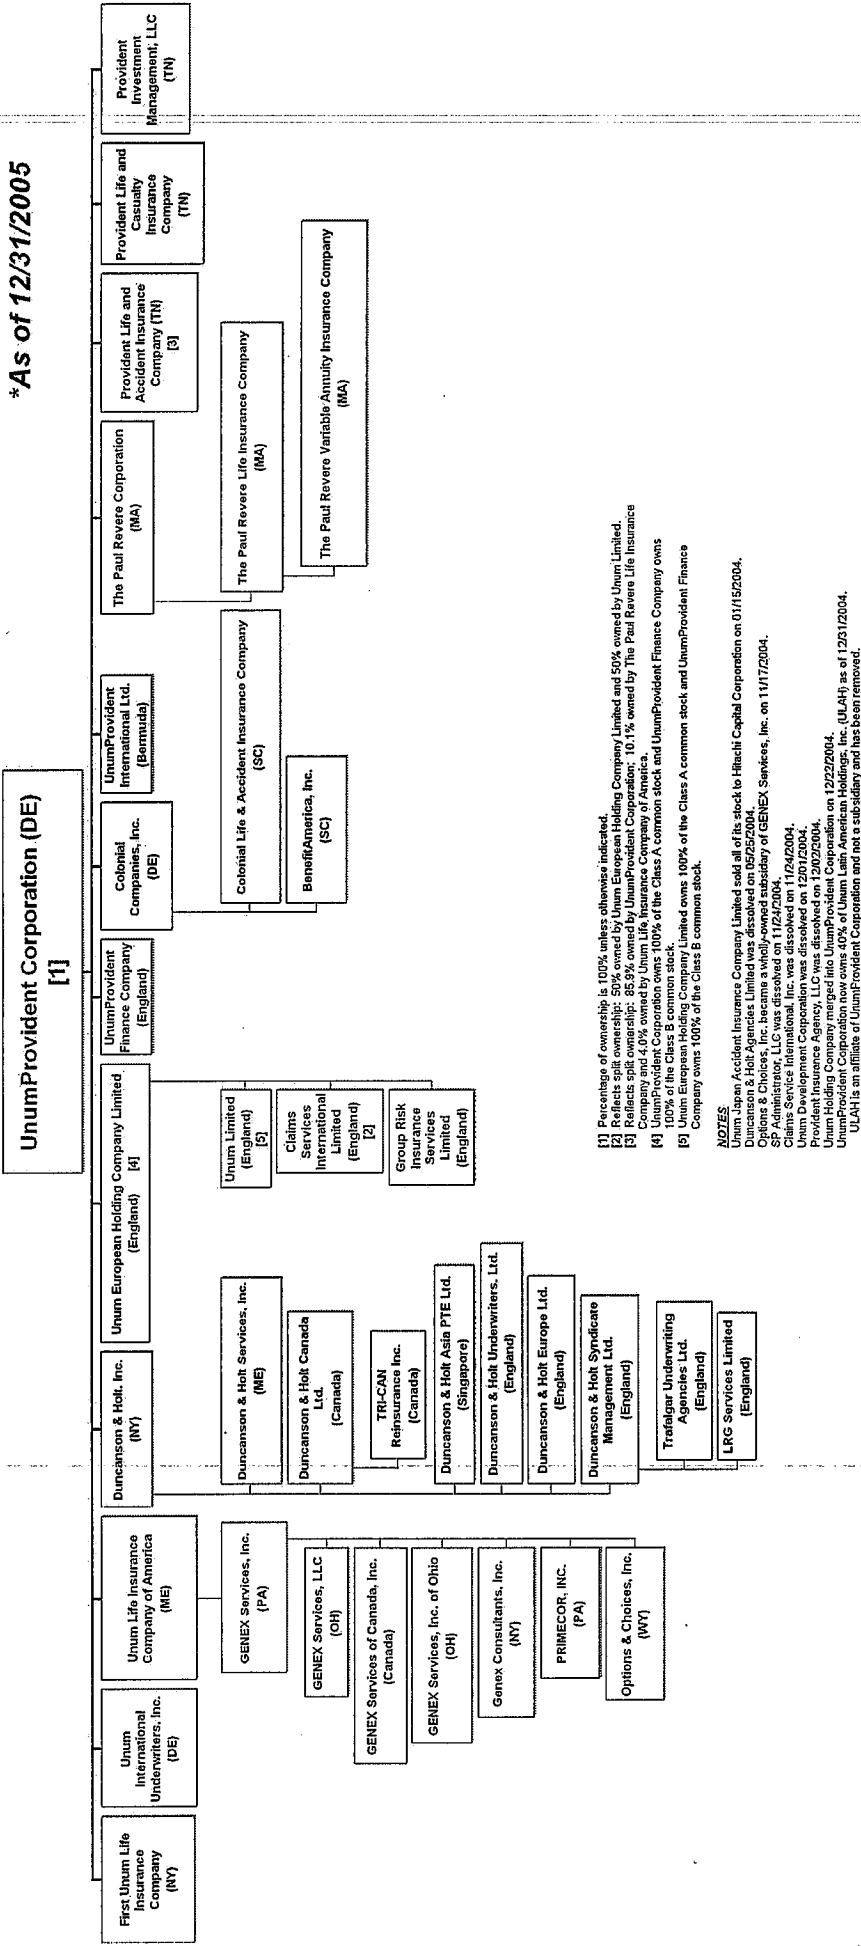 *As of 12/31/2005
UnumProvident Corporation (DE)
[1]
First Unum Life
Insurance
Company
(NY)
Unum
International
Underwriters, Inc.
(DE)
Unum Life Insurance
Company of America
(ME)
Duncanson & Holt, Inc.
(NY)
Unum European Holding Company Limited
(England) [4]
UnumProvident
Finance Company
(England)
Colonial
Companies, Inc.
(DE)
UnumProvident
International Ltd.
(Bermuda)
The Paul Revere Corporation
(MA)
Provident Life and
Accident Insurance
Company (TN)
[3]
Provident Life and
Casualty
Insurance
Company
(TN)
Provident
Investment
Management, LLC
(TN)
GENEX Services, Inc.
(PA)
GENEX Services, LLC
(OH)
GENEX Services of Canada, Inc.
(Canada)
GENEX Services, Inc. of Ohio
(OH)
Genex Consultants, Inc.
(NY)
PRIMECOR, INC.
(PA)
Options & Choices, Inc.
(WY)
Duncanson & Holt Services, Inc.
(ME)
Duncanson & Holt Canada
Ltd.
(Canada)
TRI-CAN
Reinsurance Inc.
(Canada)
Duncanson & Holt Asia PTE Ltd.
(Singapore)
Duncanson & Holt Underwriters, Ltd.
(England)
Duncanson & Holt Europe Ltd.
(England)
Duncanson & Holt Syndicate
Management Ltd.
(England)
Trafalgar Underwriting
Agencies Ltd.
(England)
LRG Services Limited
(England)
Unum Limited
(England)
[5]
Claims
Services
International
Limited
(England)
[2]
Group Risk
Insurance
Services
Limited
(England)
Colonial Life & Accident Insurance Company
(SC)
BenefitAmerica, Inc.
(SC)
The Paul Revere Life Insurance Company
(MA)
The Paul Revere Variable Annuity Insurance Company
(MA)
[1] Percentage of ownership is 100% unless otherwise indicated.
[2] Reflects split ownership: 50% owned by Unum European Holding Company Limited and 50% owned by Unum Limited.
[3] Reflects split ownership: 85.9% owned by UnumProvident Corporation; 10.1% owned by The Paul Revere Life Insurance
Company and 4.0% owned by Unum Life Insurance Company of America.
[4] UnumProvident Corporation owns 100% of the Class A common stock and UnumProvident Finance Company owns
100% of the Class B common stock.
[5] Unum European Holding Company Limited owns 100% of the Class A common stock and UnumProvident Finance
Company owns 100% of the Class B common stock.
NOTES:
Unum Japan Accident Insurance Company Limited sold all of its stock to Hitachi Capital Corporation on 01/15/2004.
Duncanson & Holt Agencies Limited was dissolved on 05/25/2004.
Options & Choices, Inc. became a wholly-owned subsidiary of GENEX Services, Inc. on 11/17/2004.
SP Administrator, LLC was dissolved on 11/24/2004.
Claims Service International, Inc. was dissolved on 11/24/2004.
Unum Development Corporation was dissolved on 12/01/2004.
Provident Insurance Agency, LLC was dissolved on 12/02/2004.
Unum Holding Company merged into UnumProvident Corporation on 12/22/2004.
UnumProvident Corporation now owns 40% of Unum Latin American Holdings, Inc. (ULAH) as of 12/31/2004.
ULAH is an affiliate of UnumProvident Corporation and not a subsidiary and has been removed.